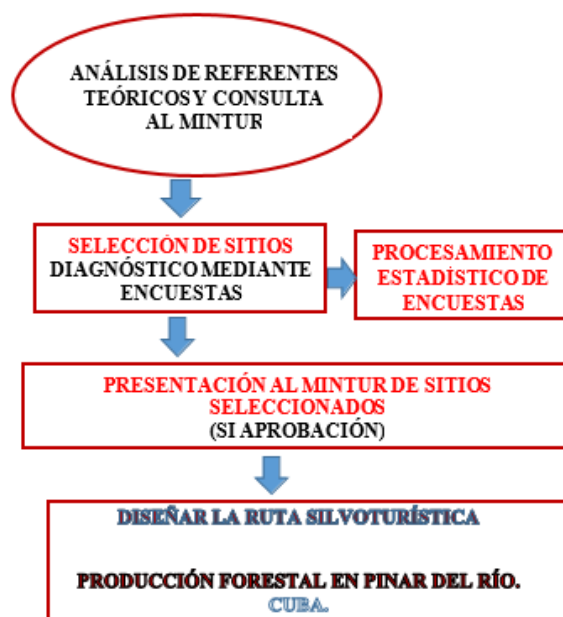 ANÁLISIS DE REFERENTES
TEÓRICOS Y CONSULTA
AL MINTUR
SELECCIÓN DE SITIOS
DIAGNÓSTICO MEDIANTE
ENCUESTAS
PROCESAMIENTO
ESTADÍSTICO DE
ENCUESTAS
PRESENTACIÓN AL MINTUR DE SITIOS
SELECCIONADOS
(SI APROBACIÓN)
DISEÑAR LA RUTA SILVOTURÍSTICA
PRODUCCIÓN FORESTAL EN PINAR DEL RÍO.
CUBA.